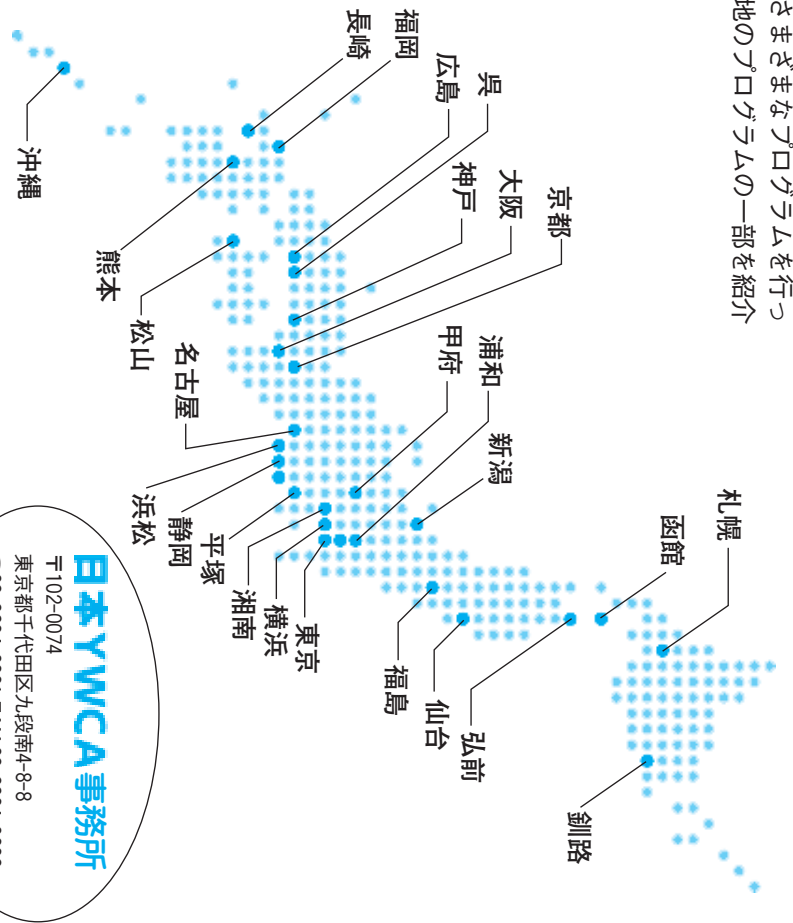 さまざまなプログラムを行っ
地のプログラムの一部を紹介
札幌
函館
釧路
弘前
仙台
福島
新潟
浦和
甲府
東京
横浜
湘南
平塚
静岡
浜松
名古屋
京都
大阪
神戸
呉
広島
松山
福岡
長崎
熊本
沖縄
日本YWCA事務所
〒102-0074
東京都千代田区九段南4-8-8